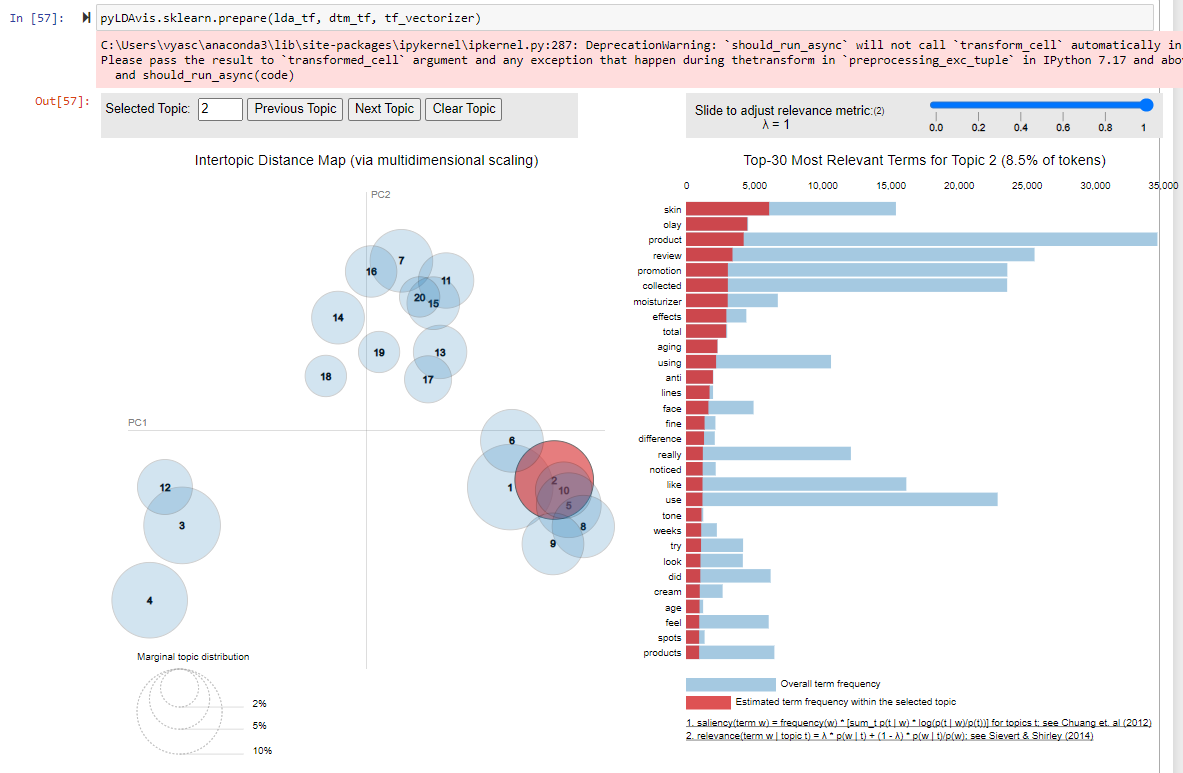 In [57]:
pyLDAvis.sklearn.prepare(lda_tf, dtm_tf, tf_vectorizer)
C:\Users\vyasc\anaconda3\lib\site-packages\ipykernel\ipkernel.py:287: DeprecationWarning: `should_run_async` will not call `transform_cell` automatically in
Please pass the result to `transformed_cell` argument and any exception that happen during thetransform in `preprocessing_exc_tuple` in IPython 7.17 and abo
and should_run_async(code)
Out[57]:
Selected Topic: 2 Previous Topic Next Topic Clear Topic
Slide to adjust relevance metric:(2)
λ = 1
0.0 0.2 0.4 0.6 0.8 1
Intertopic Distance Map (via multidimensional scaling)
PC2
PC1
7
16
11
20
15
14
19
13
18
17
6
2
1
10
5
8
9
12
3
4
Marginal topic distribution
2%
5%
10%
Top-30 Most Relevant Terms for Topic 2 (8.5% of tokens)
0 5,000 10,000 15,000 20,000 25,000 30,000 35,000
skin
olay
product
review
promotion
collected
moisturizer
effects
total
aging
using
anti
lines
face
fine
difference
really
noticed
like
use
tone
weeks
try
look
did
cream
age
feel
spots
products
Overall term frequency
Estimated term frequency within the selected topic
1. saliency(term w) = frequency(w) * [sum_t p(t | w) * log(p(t | w)/p(t))] for topics t; see Chuang et. al (2012)
2. relevance(term w | topic t) = λ * p(w | t) + (1 - λ) * p(w | t)/p(w); see Sievert & Shirley (2014)